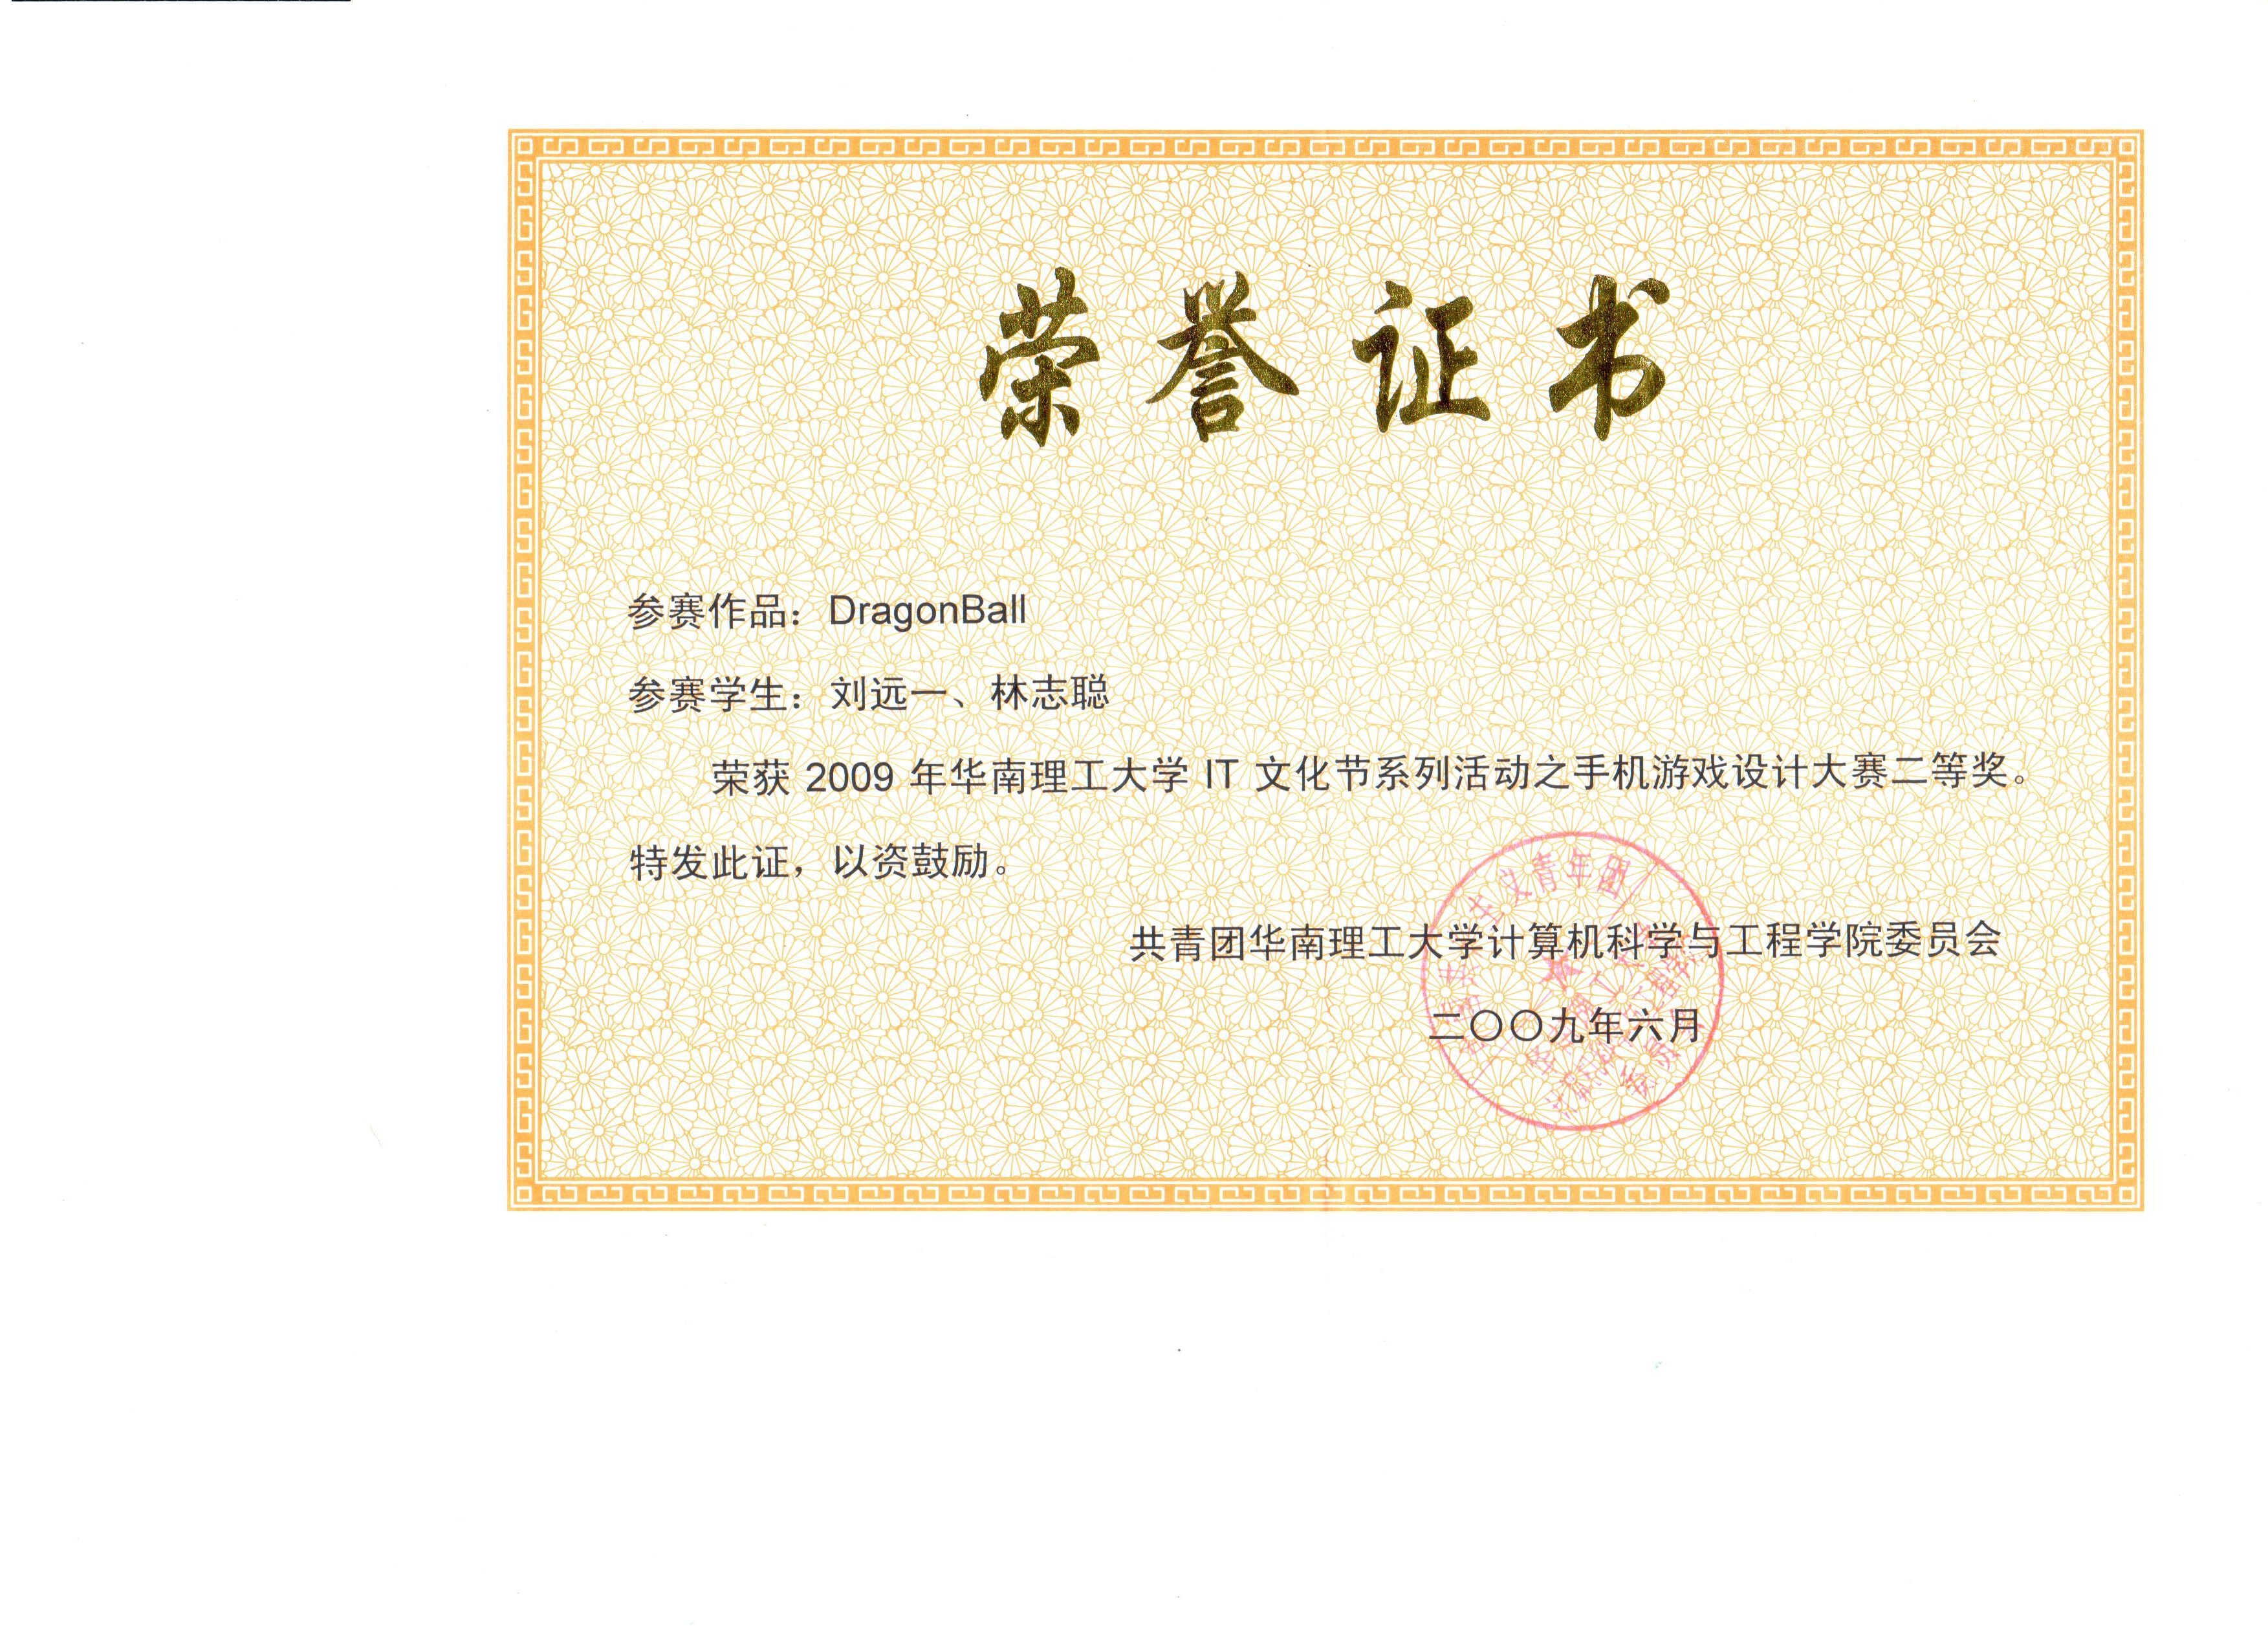 荣誉证书
参赛作品：DragonBall
参赛学生：刘远一、林志聪
荣获 2009 年华南理工大学 IT 文化节系列活动之手机游戏设计大赛二等奖。
特发此证，以资鼓励。
主义青年团
共青团华南理工大学计算机科学与工程学院委员会
二〇〇九年六月